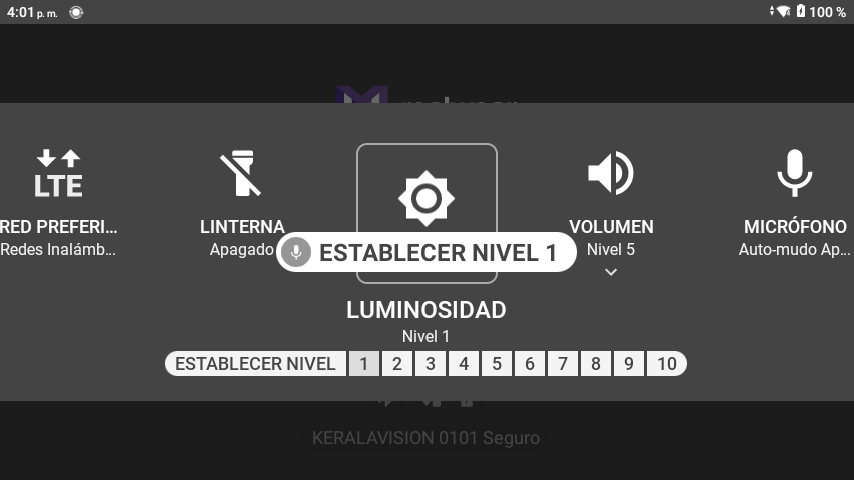 4:01 p. m.
100 %
LTE
RED PREFERI...
Redes Inalámb...
LINTERNA
Apagado
ESTABLECER NIVEL 1
VOLUMEN
Nivel 5
MICRÓFONO
Auto-mudo Ap...
LUMINOSIDAD
Nivel 1
ESTABLECER NIVEL 1 2 3 4 5 6 7 8 9 10
KERALAVISION 0101 Seguro